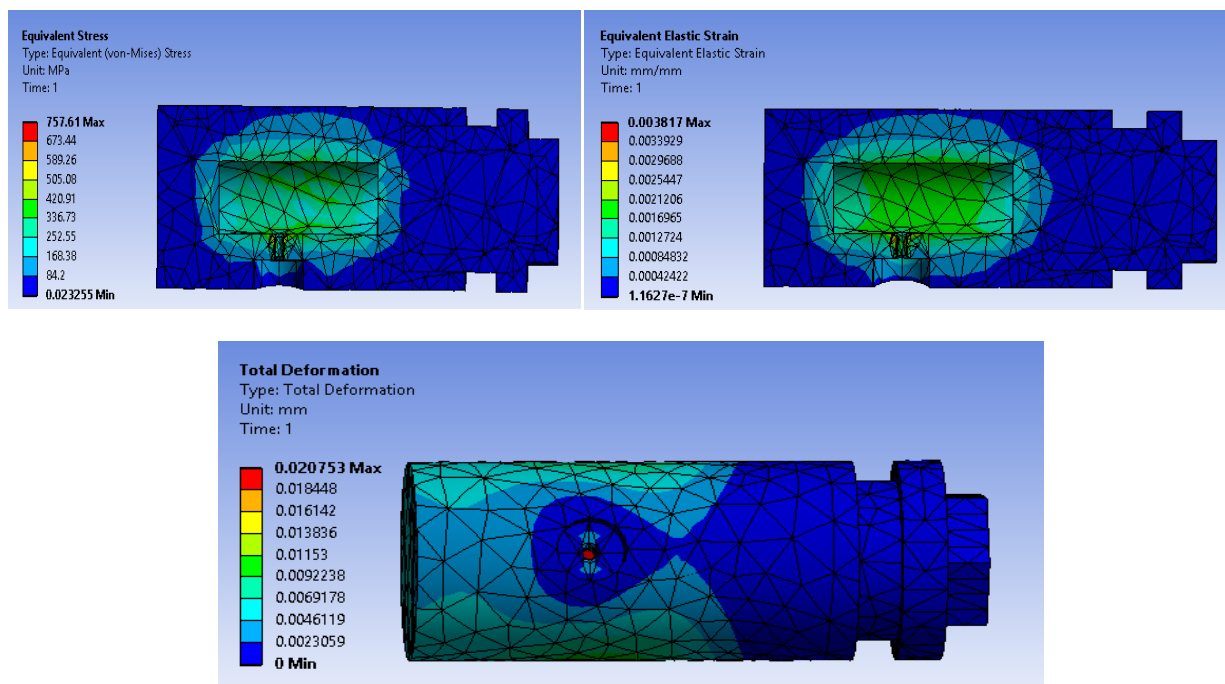 Equivalent Stress
Type: Equivalent (von-Mises) Stress
Unit: MPa
Time: 1
757.61 Max
673.44
589.26
505.08
420.91
336.73
252.55
168.38
84.2
0.023255 Min
Equivalent Elastic Strain
Type: Equivalent Elastic Strain
Unit: mm/mm
Time: 1
0.003817 Max
0.0033929
0.0029688
0.0025447
0.0021206
0.0016965
0.0012724
0.00084832
0.00042422
1.1627e-7 Min
Total Deformation
Type: Total Deformation
Unit: mm
Time: 1
0.020753 Max
0.018448
0.016142
0.013836
0.01153
0.0092238
0.0069178
0.0046119
0.0023059
0 Min